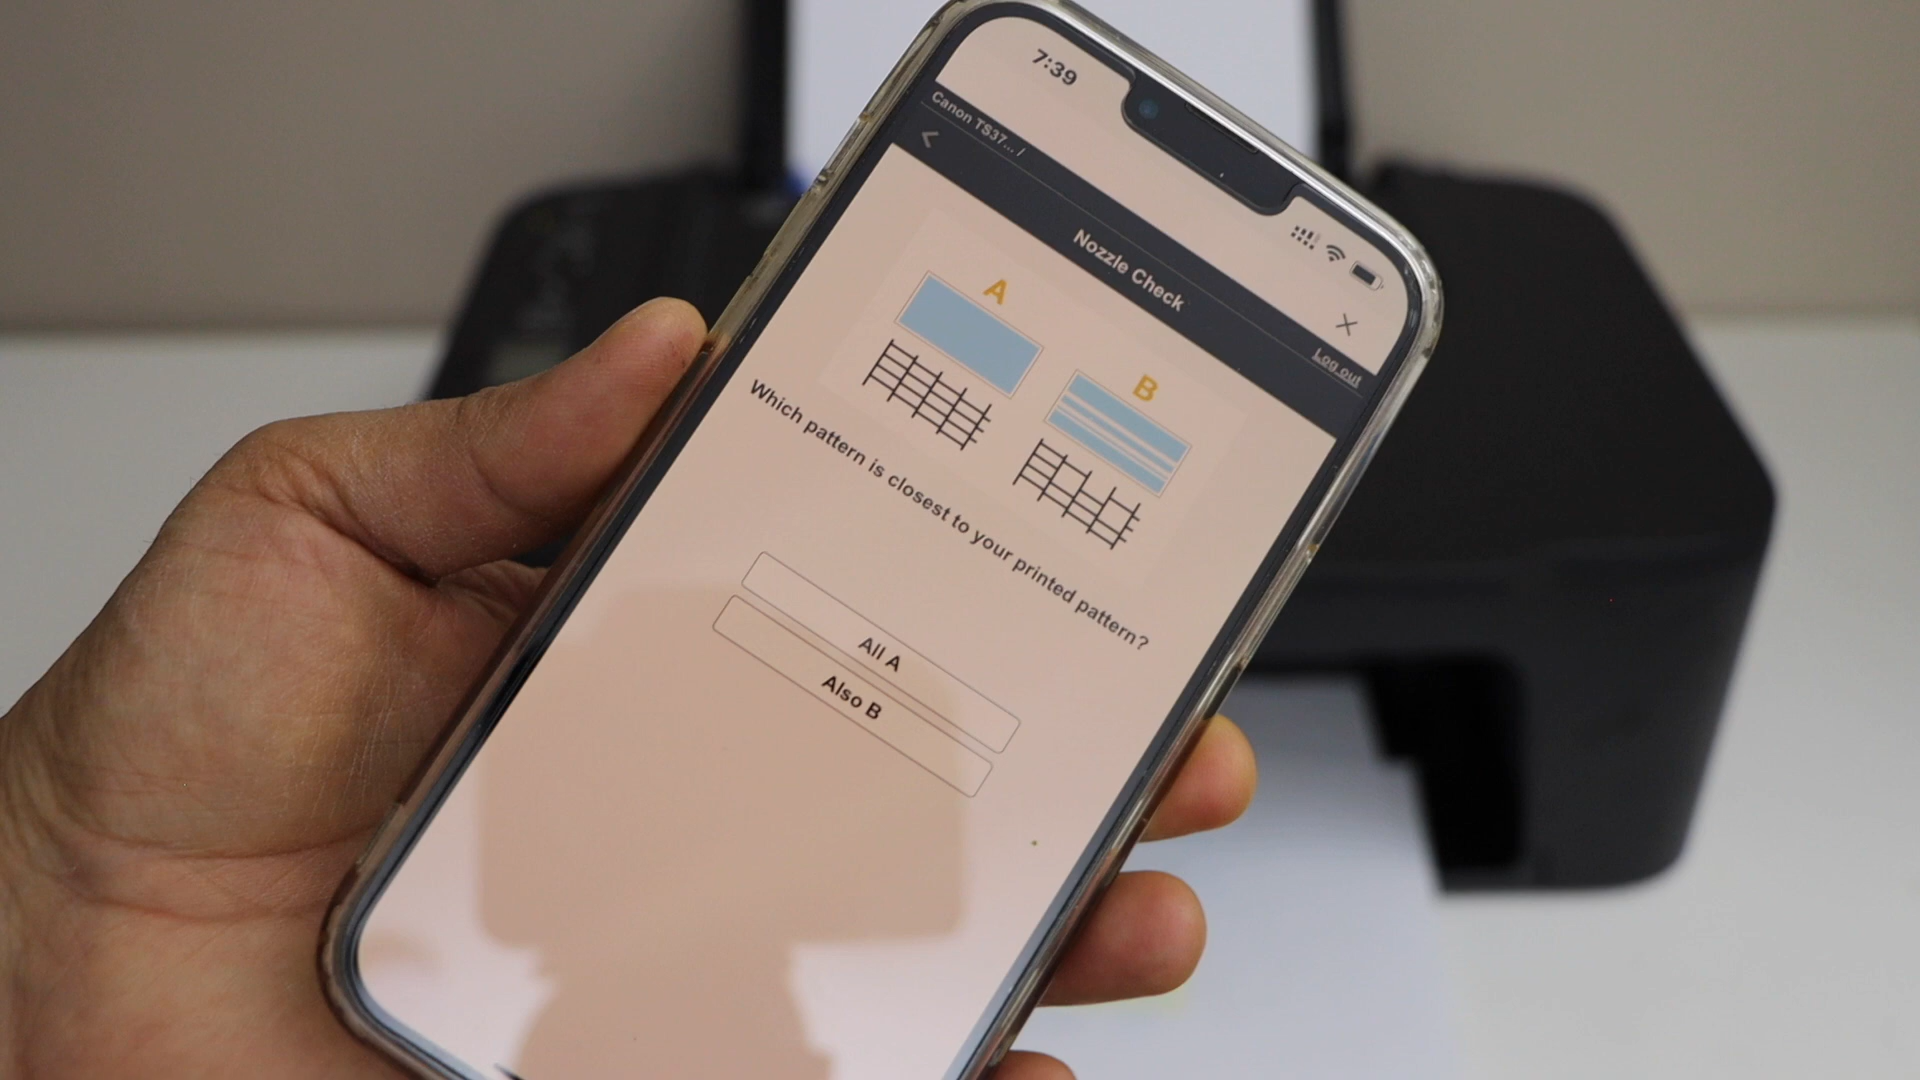 7:39
Canon TS37... /
Log out
Nozzle Check
A
B
Which pattern is closest to your printed pattern?
All A
Also B